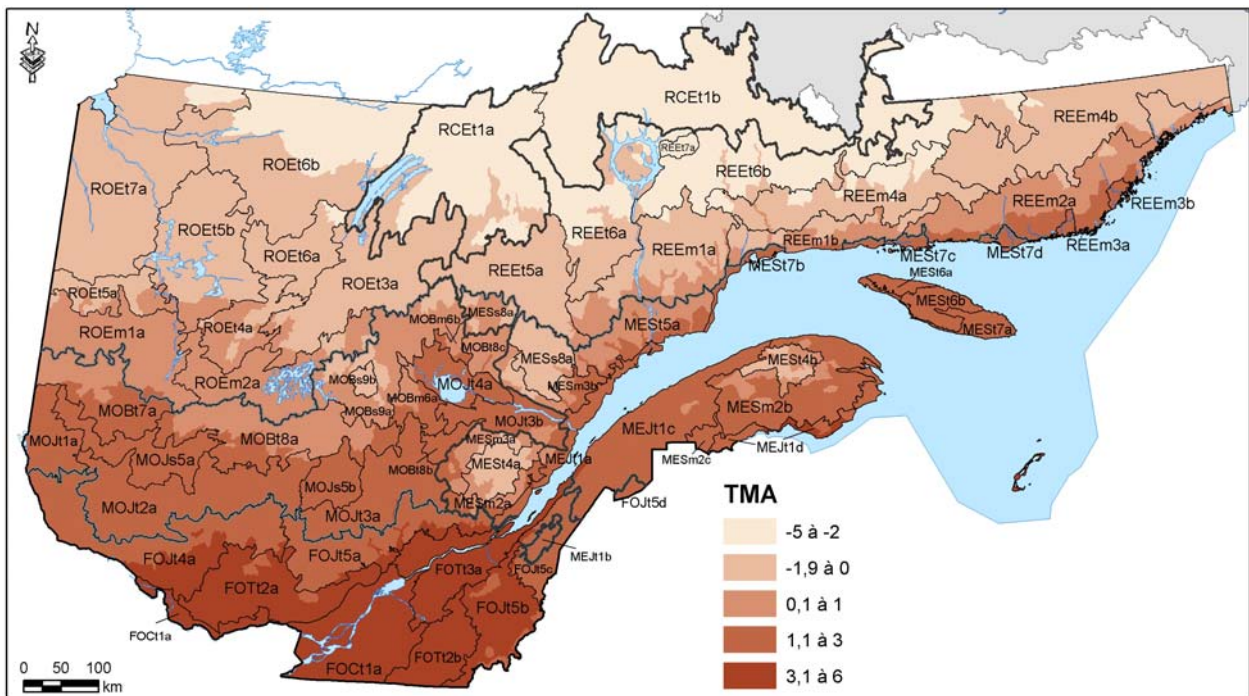 N
RCEt1b
RCEt1a
REEm4b
ROEt6b
REEt7a
ROEt7a
REEt6b
REEm4a
ROEt5b
REEm2a
REEm3b
REEt6a
ROEt6a
REEm1a
REEm1b
REEm3a
MESt7c
MESt7d
MESt7b
REEt5a
MESt6a
ROEt3a
ROEt5a
MESt6b
MOBm6b
MESs8a
MESt5a
MESt7a
ROEm1a
ROEt4a
MOBt8c
MESs8a
MESt4b
ROEm2a
MOBs9b
MOJt4a
MESm3b
MOBm6a
MESm2b
MOBt7a
MOBs9a
MOJt3b
MEJt1c
MOJt1a
MOBt8a
MESm3a
MEJt1d
MEJt1a
MESm2c
MOJs5a
MOBt8b
MESt4a
MOJs5b
TMA
FOJt5d
MOJt2a
MOJt3a
MESm2a
-5 à -2
FOJt4a
FOJt5a
MEJt1b
-1,9 à 0
FOTt3a
FOJt5c
FOTt2a
0,1 à 1
FOJt5b
FOCt1a
1,1 à 3
FOTt2b
0 50 100
FOCt1a
3,1 à 6
km